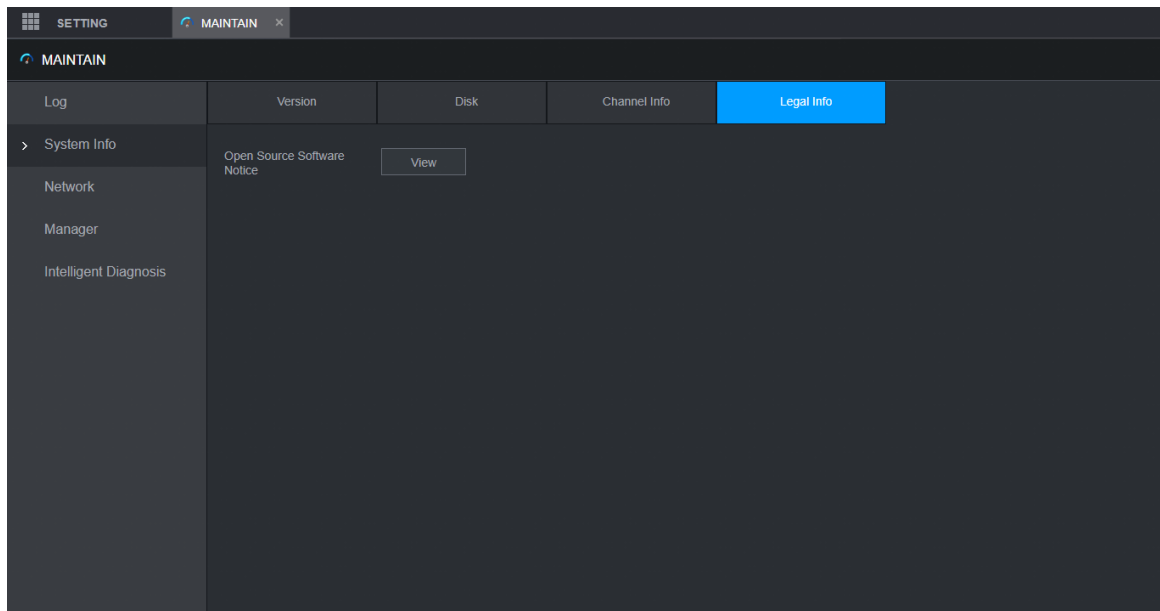 SETTING
MAINTAIN ×
MAINTAIN
Log
System Info
Network
Manager
Intelligent Diagnosis
Version
Disk
Channel Info
Legal Info
Open Source Software
Notice
View